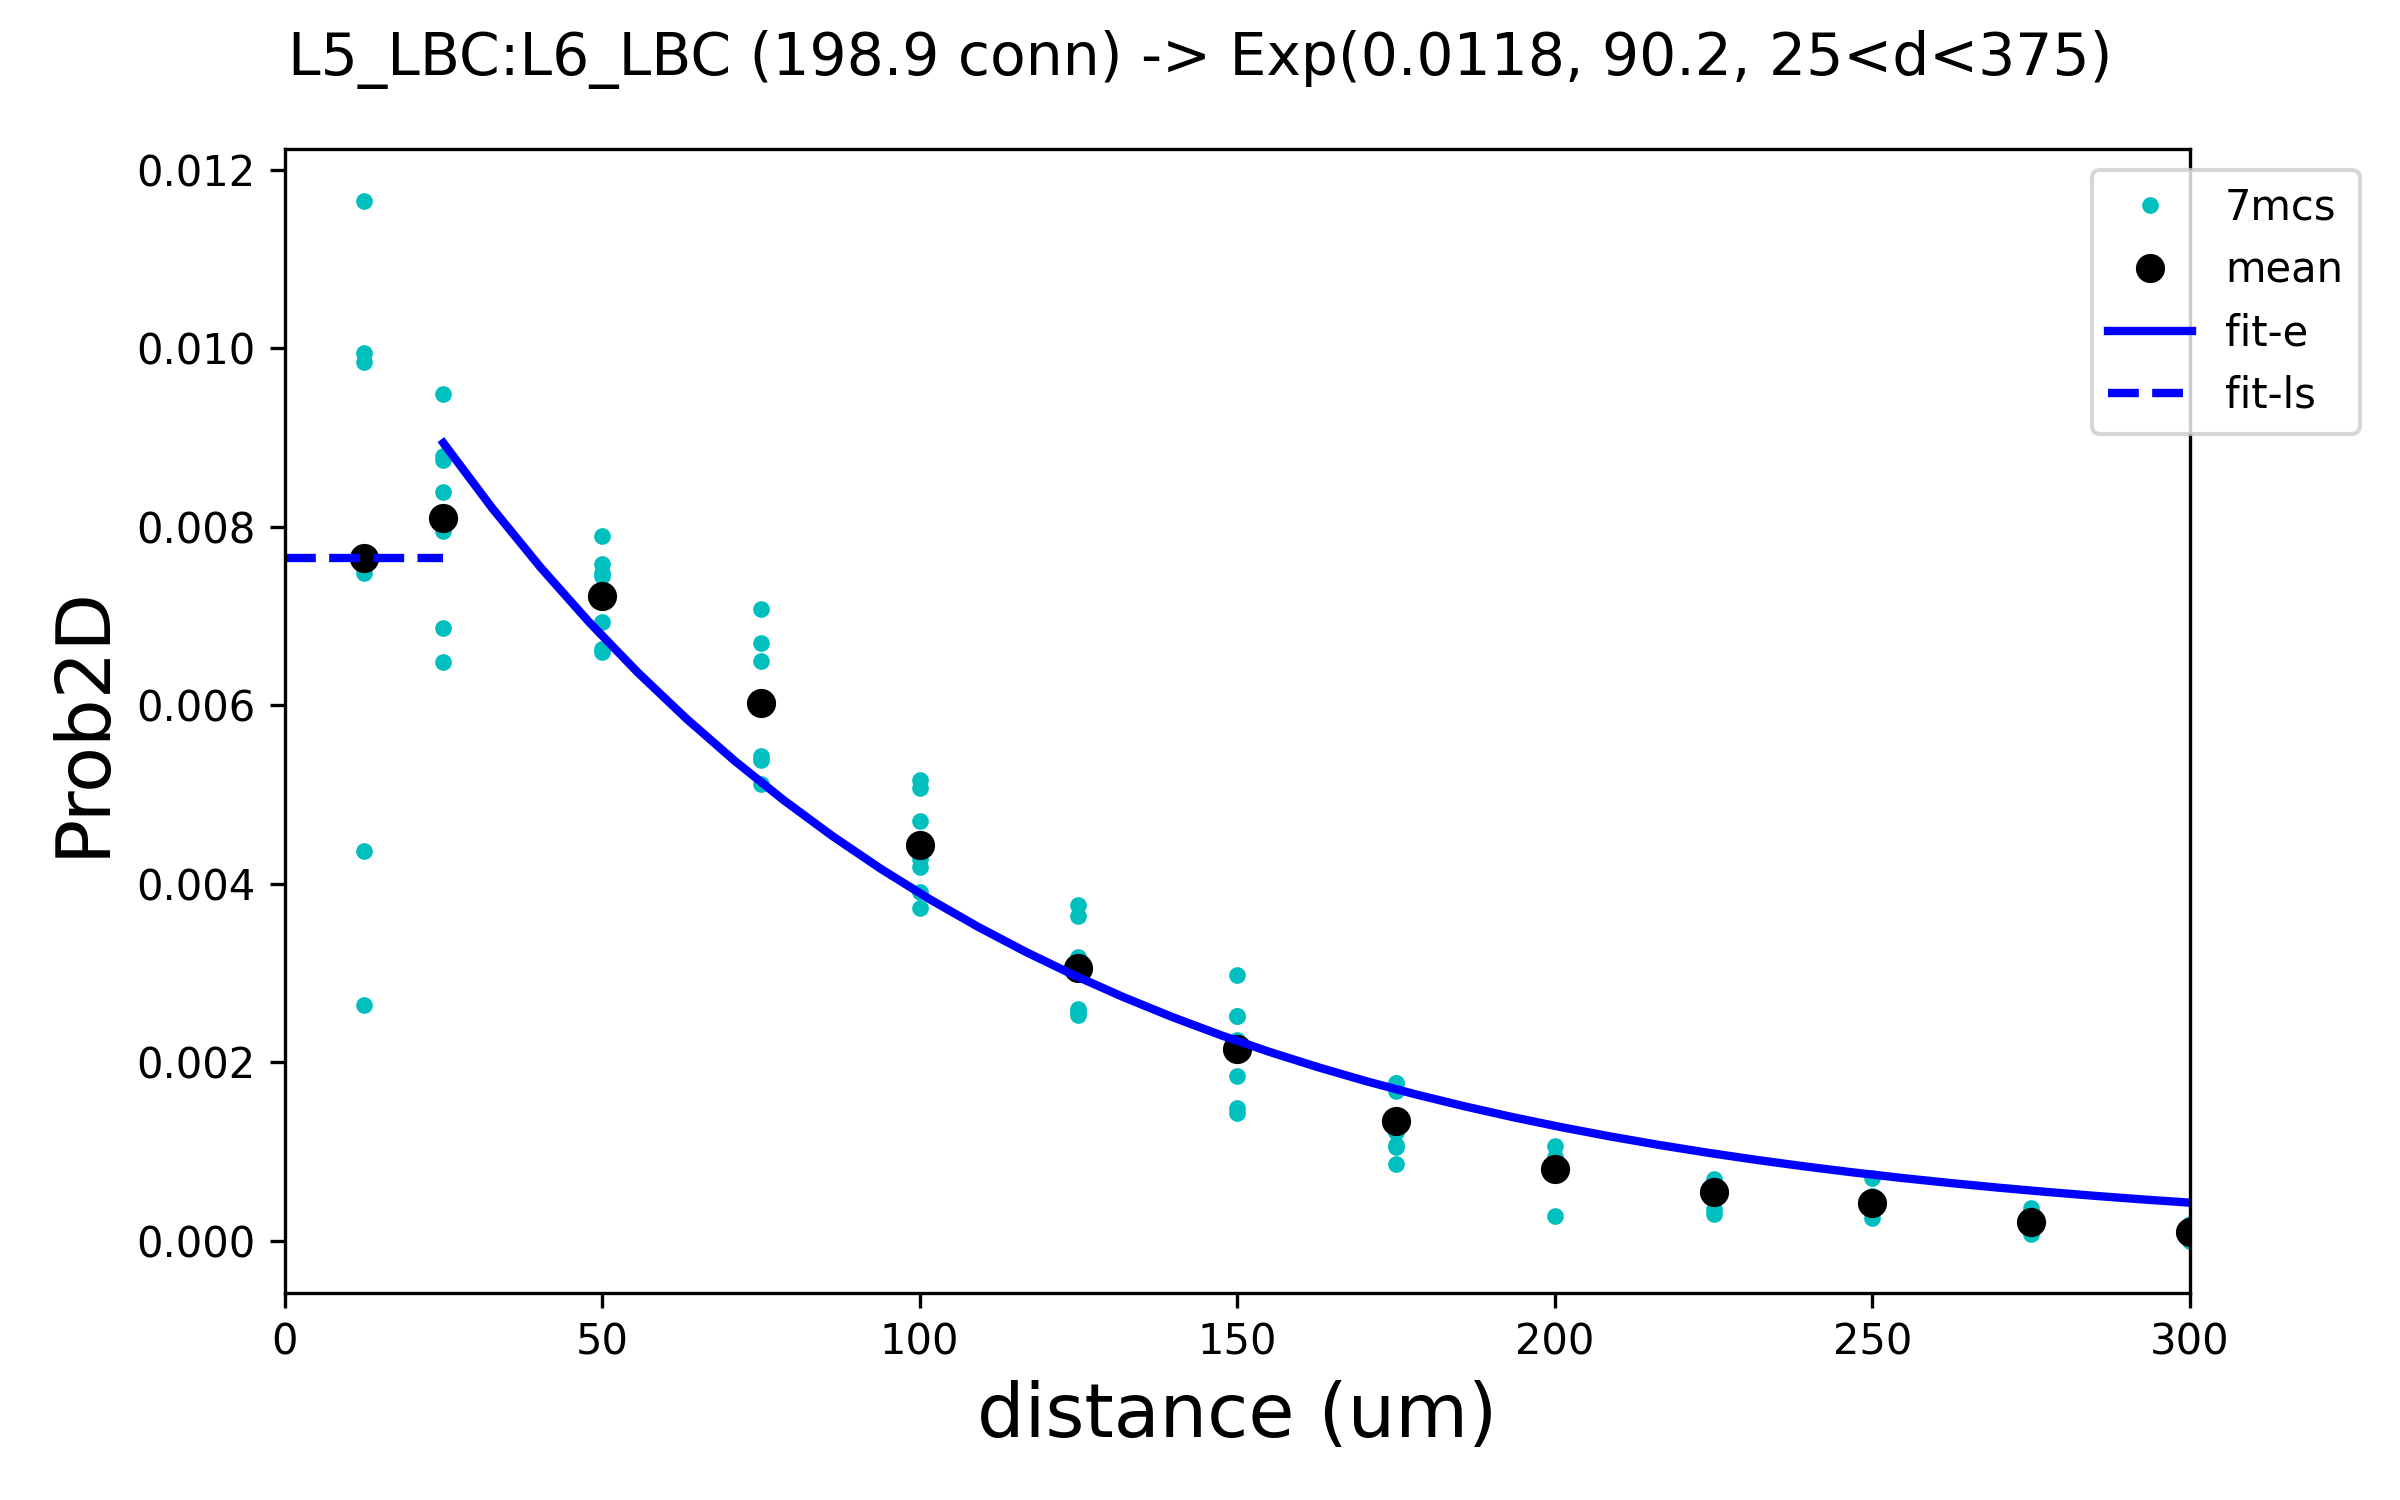 L5_LBC:L6_LBC (198.9 conn) -> Exp(0.0118, 90.2, 25<d<375)
0.012
0.010
0.008
0.006
0.004
0.002
0.000
Prob2D
7mcs
mean
fit-e
fit-ls
0 50 100 150 200 250 300
distance (um)